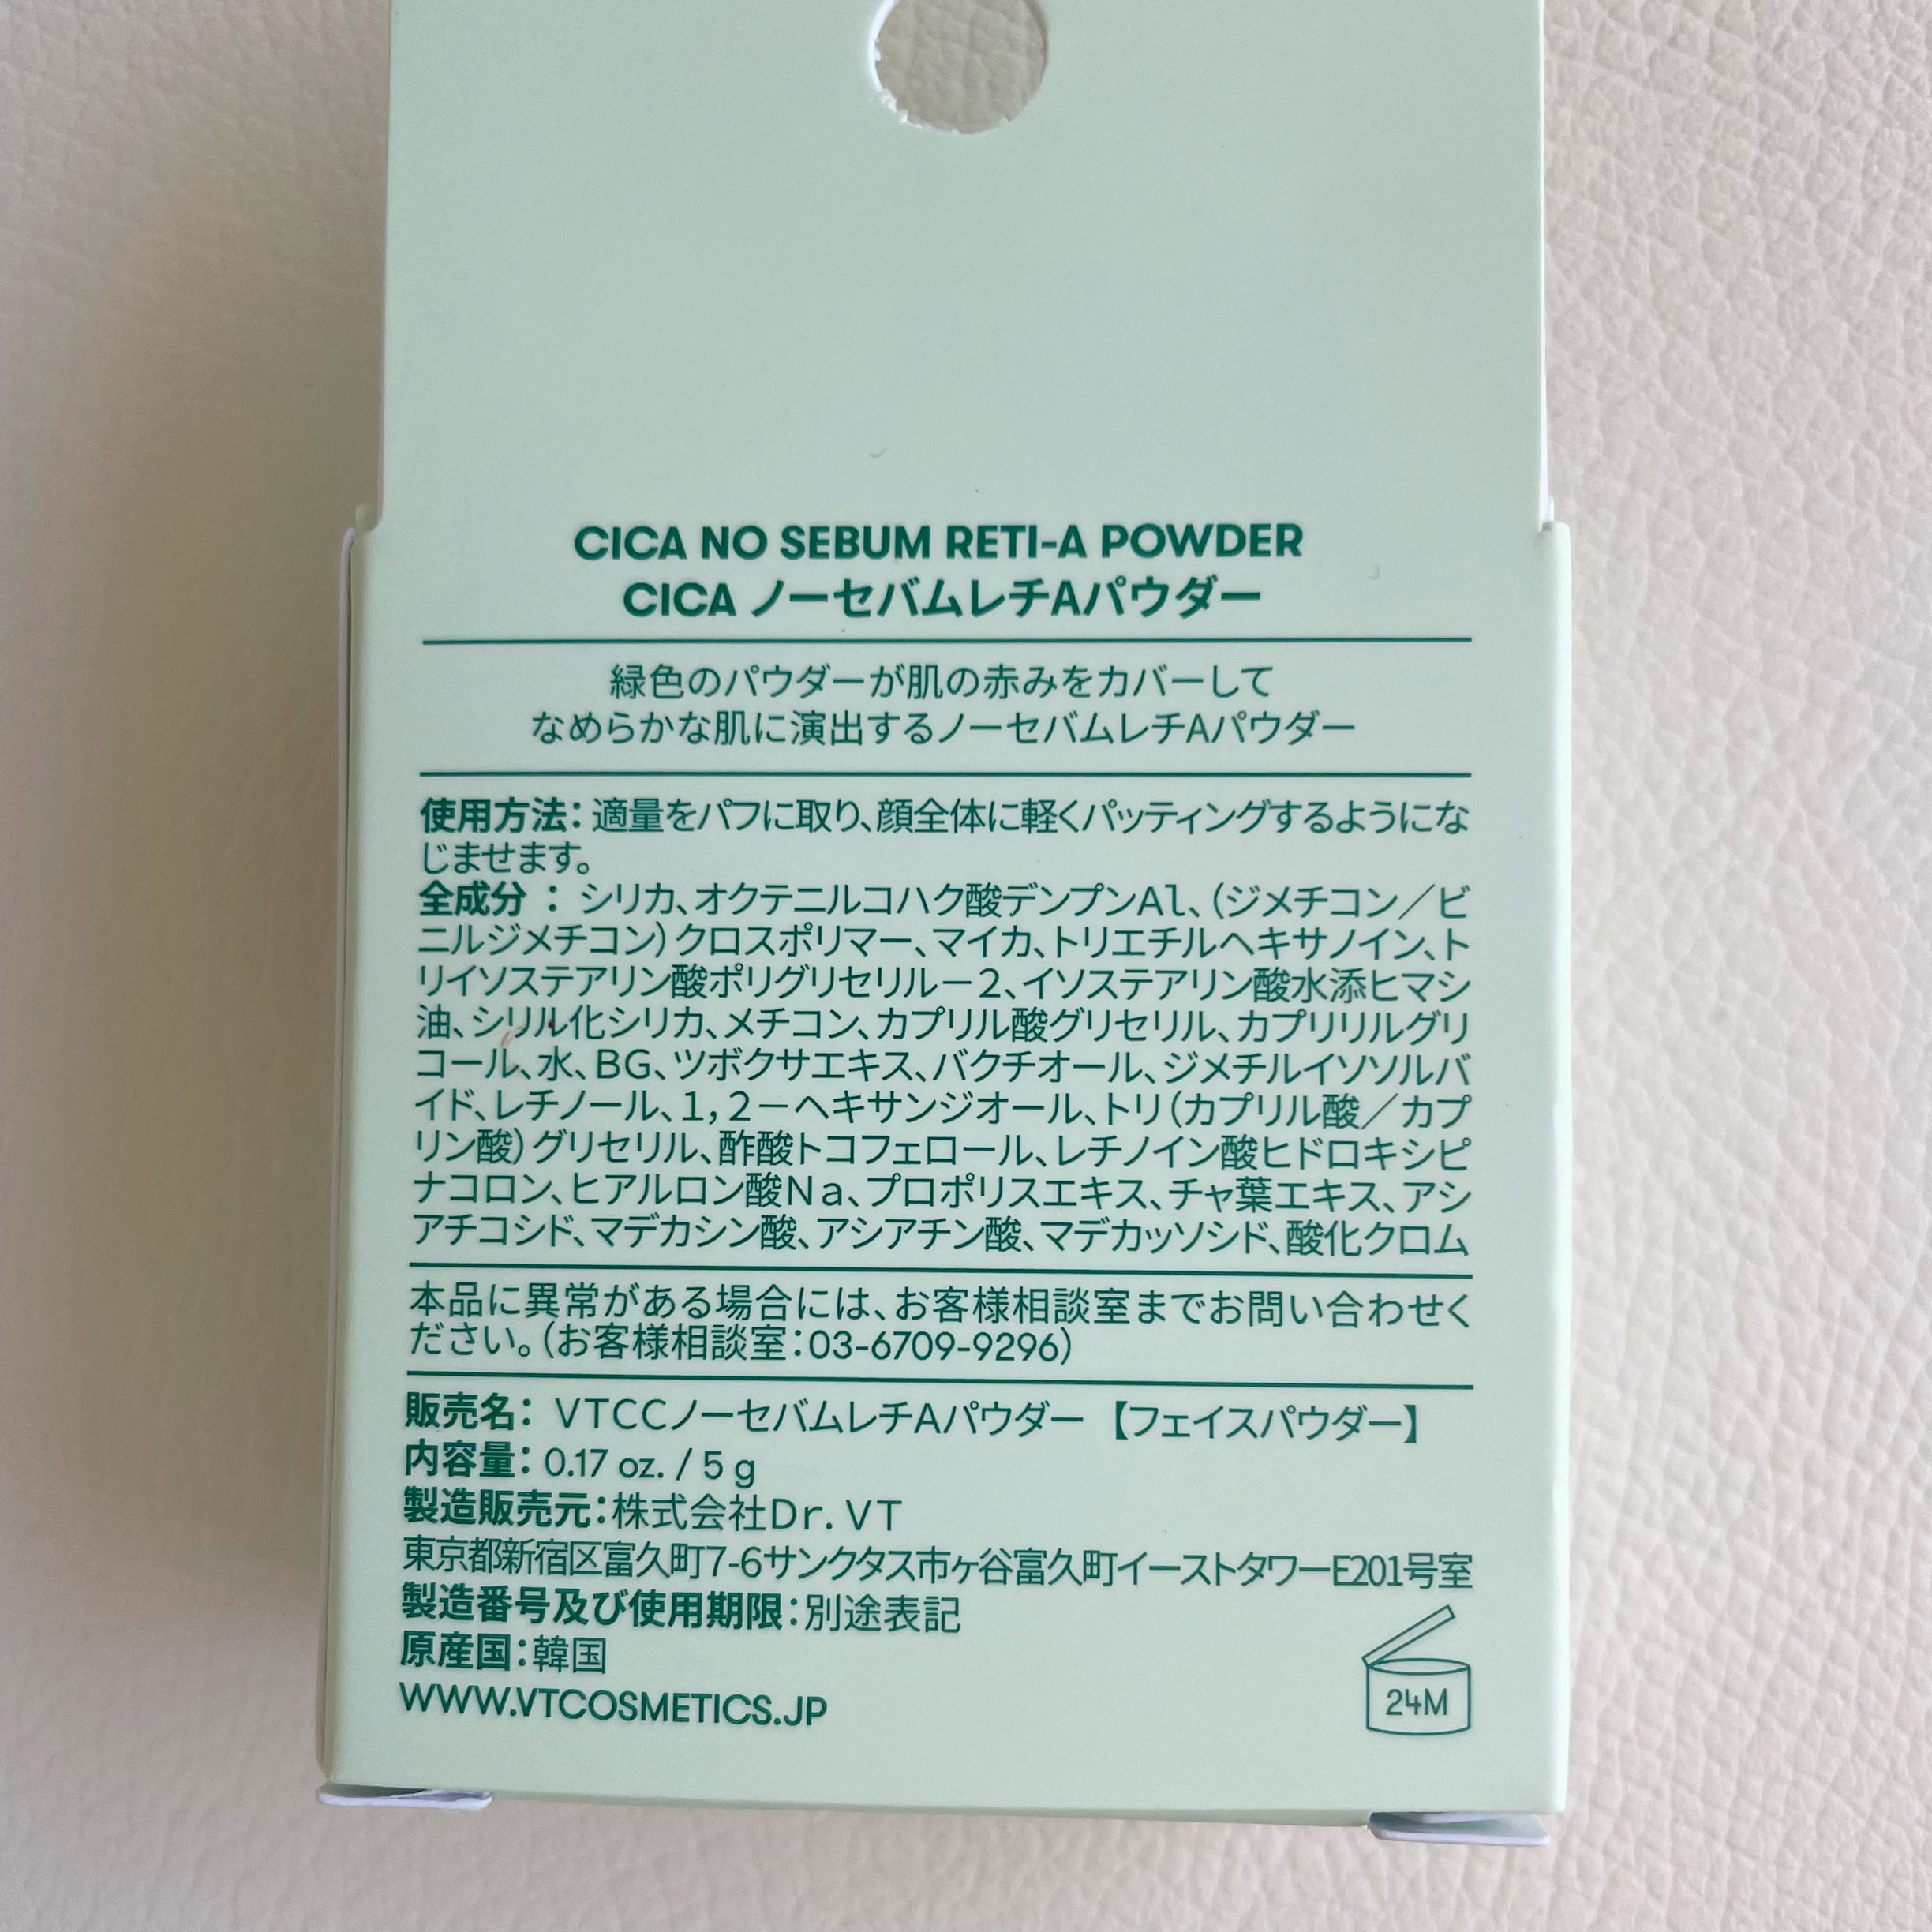 CICA NO SEBUM RETI-A POWDER
CICA ノーセバムレチAパウダー
緑色のパウダーが肌の赤みをカバーして
なめらかな肌に演出するノーセバムレチAパウダー
使用方法：適量をパフに取り、顔全体に軽くパッティングするようにな
じませます。
全成分 ： シリカ、オクテニルコハク酸デンプンAl、（ジメチコン／ビ
ニルジメチコン）クロスポリマー、マイカ、トリエチルヘキサノイン、ト
リイソステアリン酸ポリグリセリル－２、イソステアリン酸水添ヒマシ
油、シリル化シリカ、メチコン、カプリル酸グリセリル、カプリリルグリ
コール、水、BG、ツボクサエキス、バクチオール、ジメチルイソソルバ
イド、レチノール、１，２－ヘキサンジオール、トリ（カプリル酸／カプ
リン酸）グリセリル、酢酸トコフェロール、レチノイン酸ヒドロキシピ
ナコロン、ヒアルロン酸Ｎａ、プロポリスエキス、チャ葉エキス、アシ
アチコシド、マデカシン酸、アシアチン酸、マデカッソシド、酸化クロム
本品に異常がある場合には、お客様相談室までお問い合わせく
ださい。（お客様相談室：03-6709-9296）
販売名： ＶＴＣＣノーセバムレチＡパウダー 【フェイスパウダー】
内容量： 0.17 oz. / 5 g
製造販売元：株式会社Ｄｒ．ＶＴ
東京都新宿区富久町7-6サンクタス市ヶ谷富久町イーストタワーE201号室
製造番号及び使用期限：別途表記
原産国：韓国
WWW.VTCOSMETICS.JP
24M